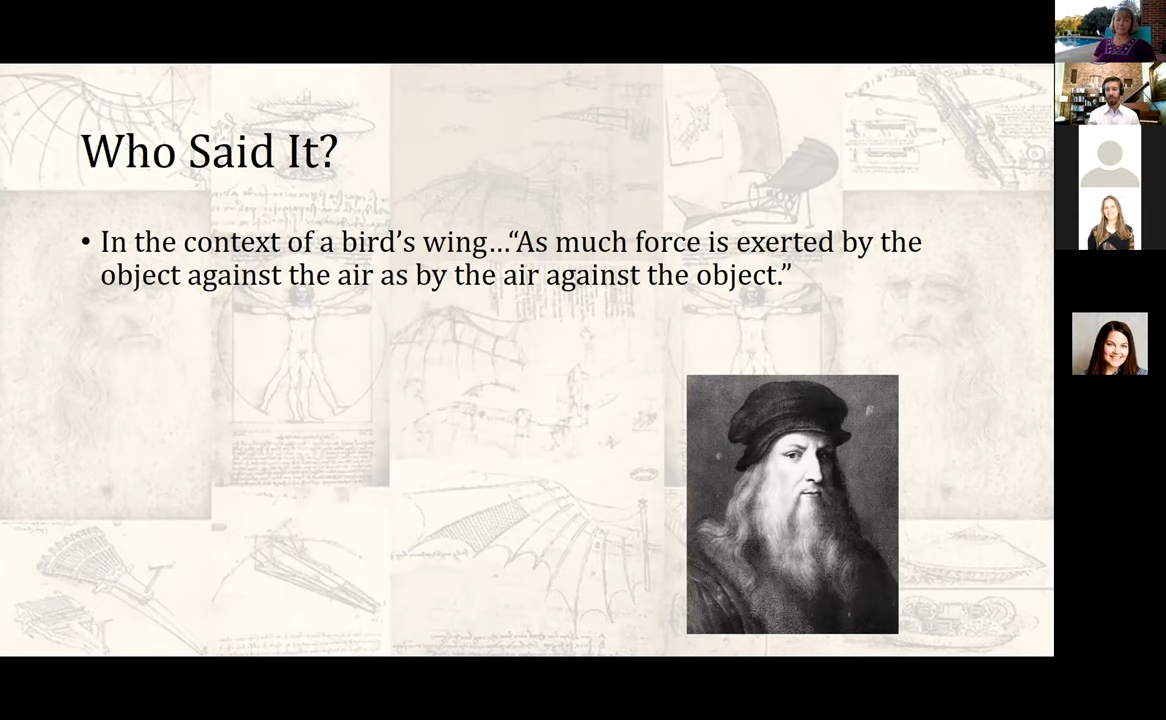 Who Said It?
• In the context of a bird’s wing…“As much force is exerted by the
object against the air as by the air against the object.”